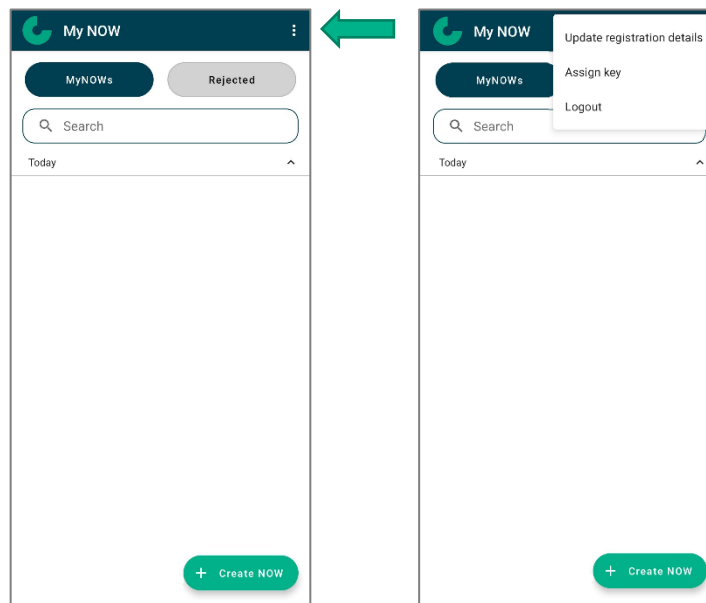 My NOW
MyNOWs
Rejected
Search
Today
Create NOW
My NOW
Update registration details
Assign key
Logout
MyNOWs
Search
Today
Create NOW